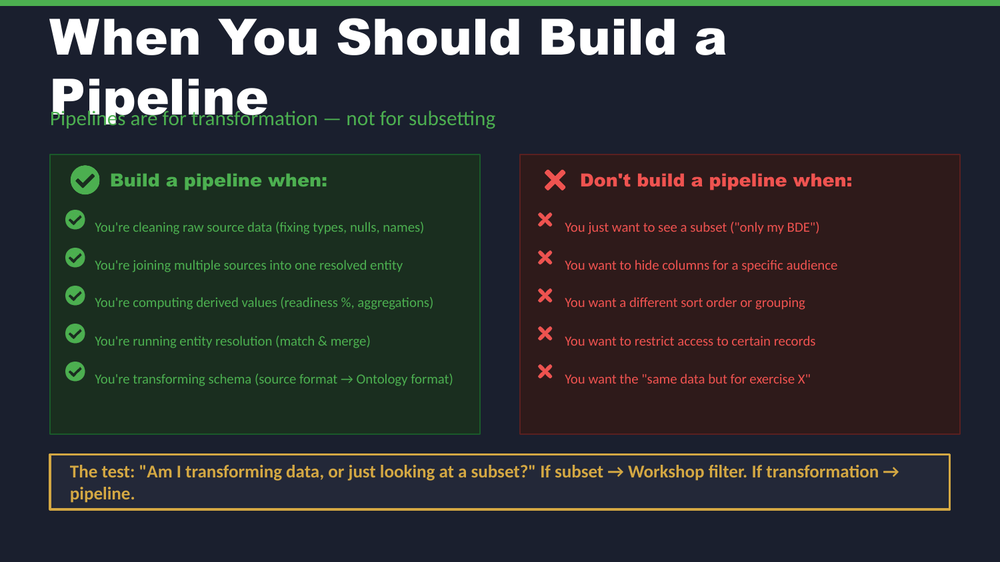 When You Should Build a
Pipeline
Pipelines are for transformation — not for subsetting
Build a pipeline when:
You're cleaning raw source data (fixing types, nulls, names)
You're joining multiple sources into one resolved entity
You're computing derived values (readiness %, aggregations)
You're running entity resolution (match & merge)
You're transforming schema (source format → Ontology format)
Don't build a pipeline when:
You just want to see a subset ("only my BDE")
You want to hide columns for a specific audience
You want a different sort order or grouping
You want to restrict access to certain records
You want the "same data but for exercise X"
The test: "Am I transforming data, or just looking at a subset?" If subset → Workshop filter. If transformation →
pipeline.